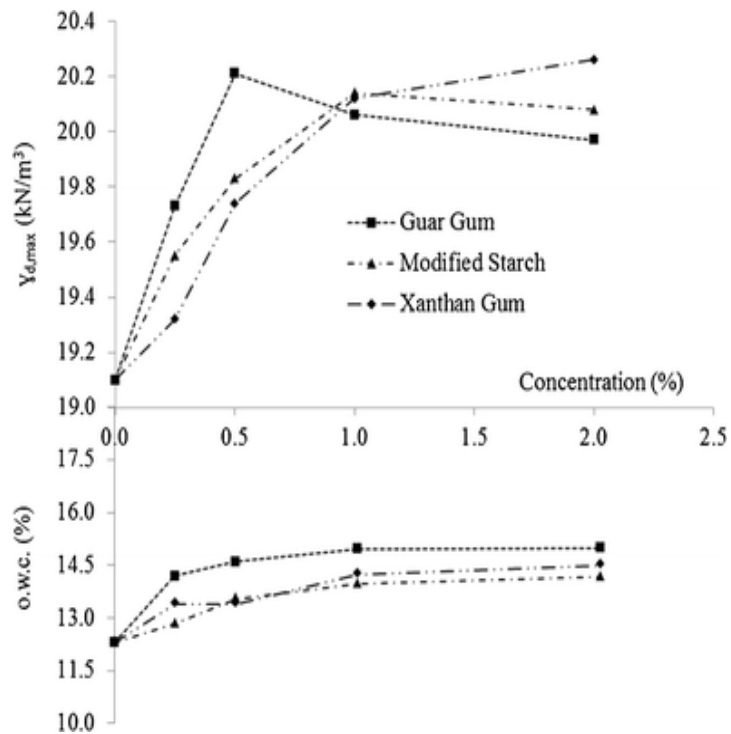 20.4
20.2
20.0
19.8
19.6
19.4
19.2
19.0
γd,max (kN/m³)
Guar Gum
Modified Starch
Xanthan Gum
Concentration (%)
0.0 0.5 1.0 1.5 2.0 2.5
17.5
16.0
14.5
13.0
11.5
10.0
o.w.c. (%)